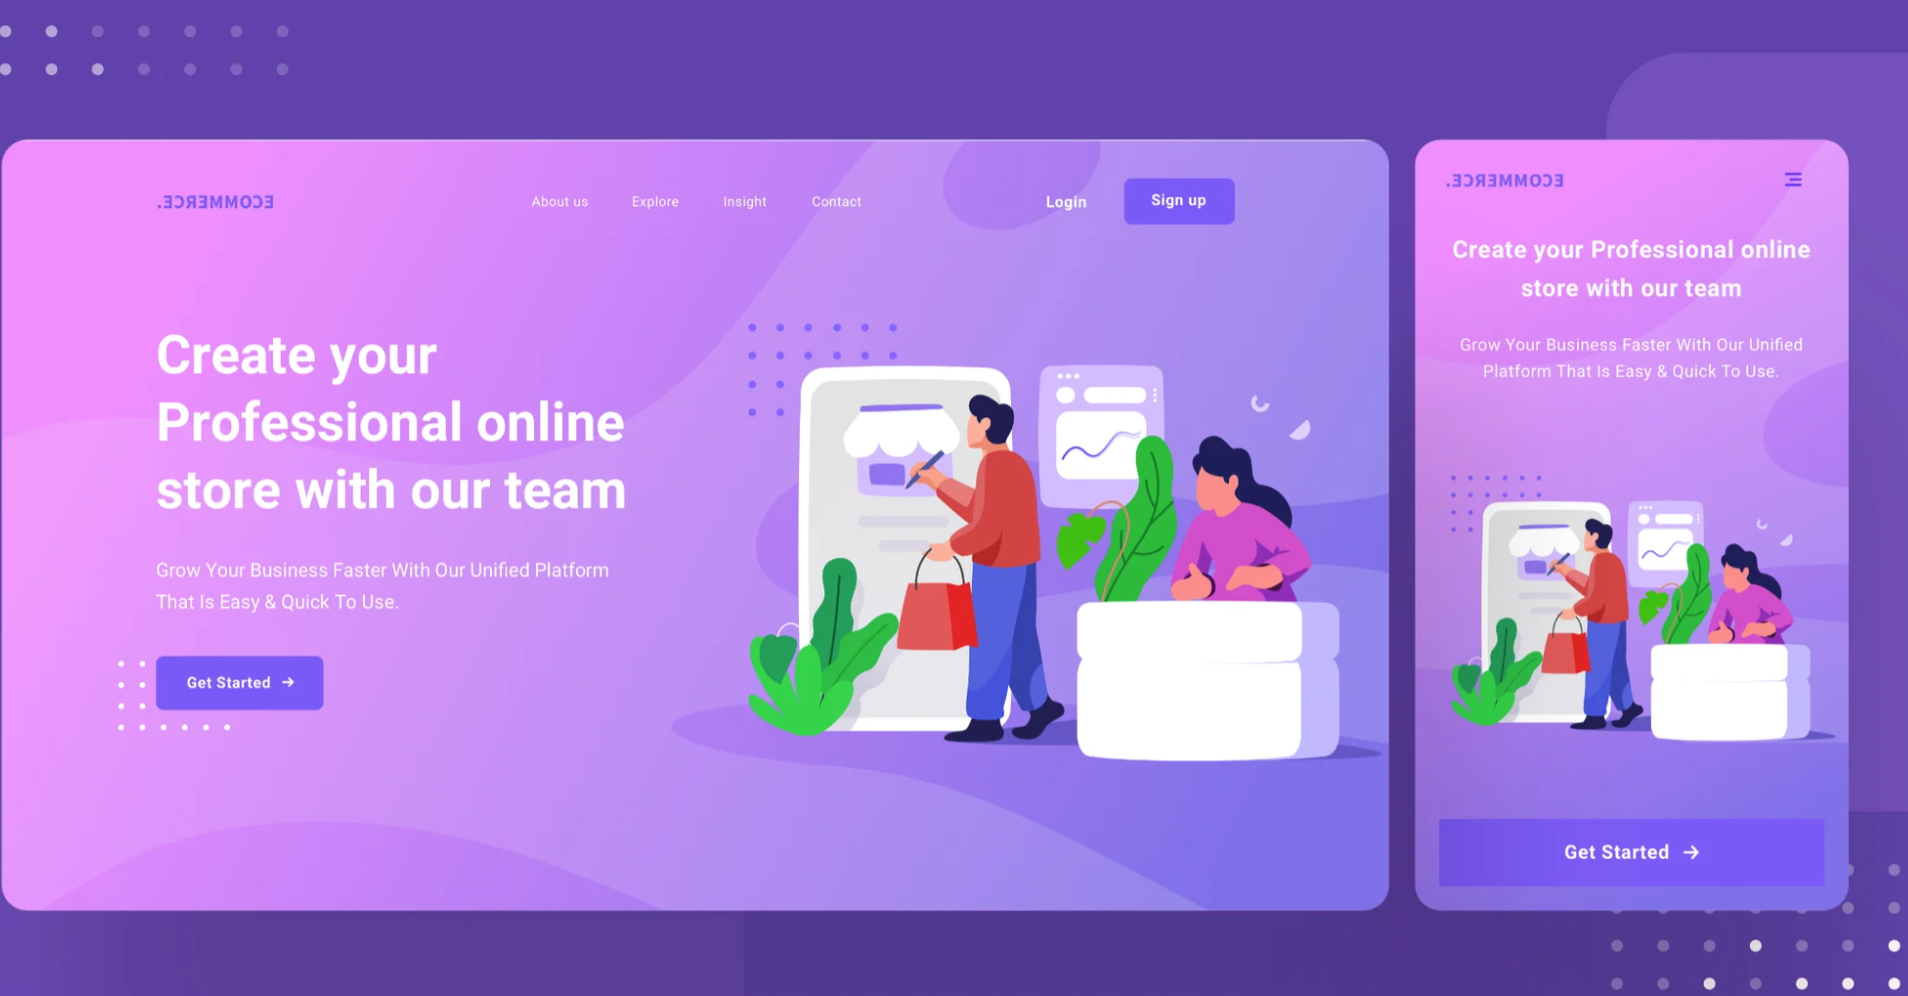 ECOMMERCE.
About us
Explore
Insight
Contact
Login
Sign up
Create your
Professional online
store with our team
Grow Your Business Faster With Our Unified Platform
That Is Easy & Quick To Use.
Get Started →
ECOMMERCE.
Create your Professional online
store with our team
Grow Your Business Faster With Our Unified
Platform That Is Easy & Quick To Use.
Get Started →